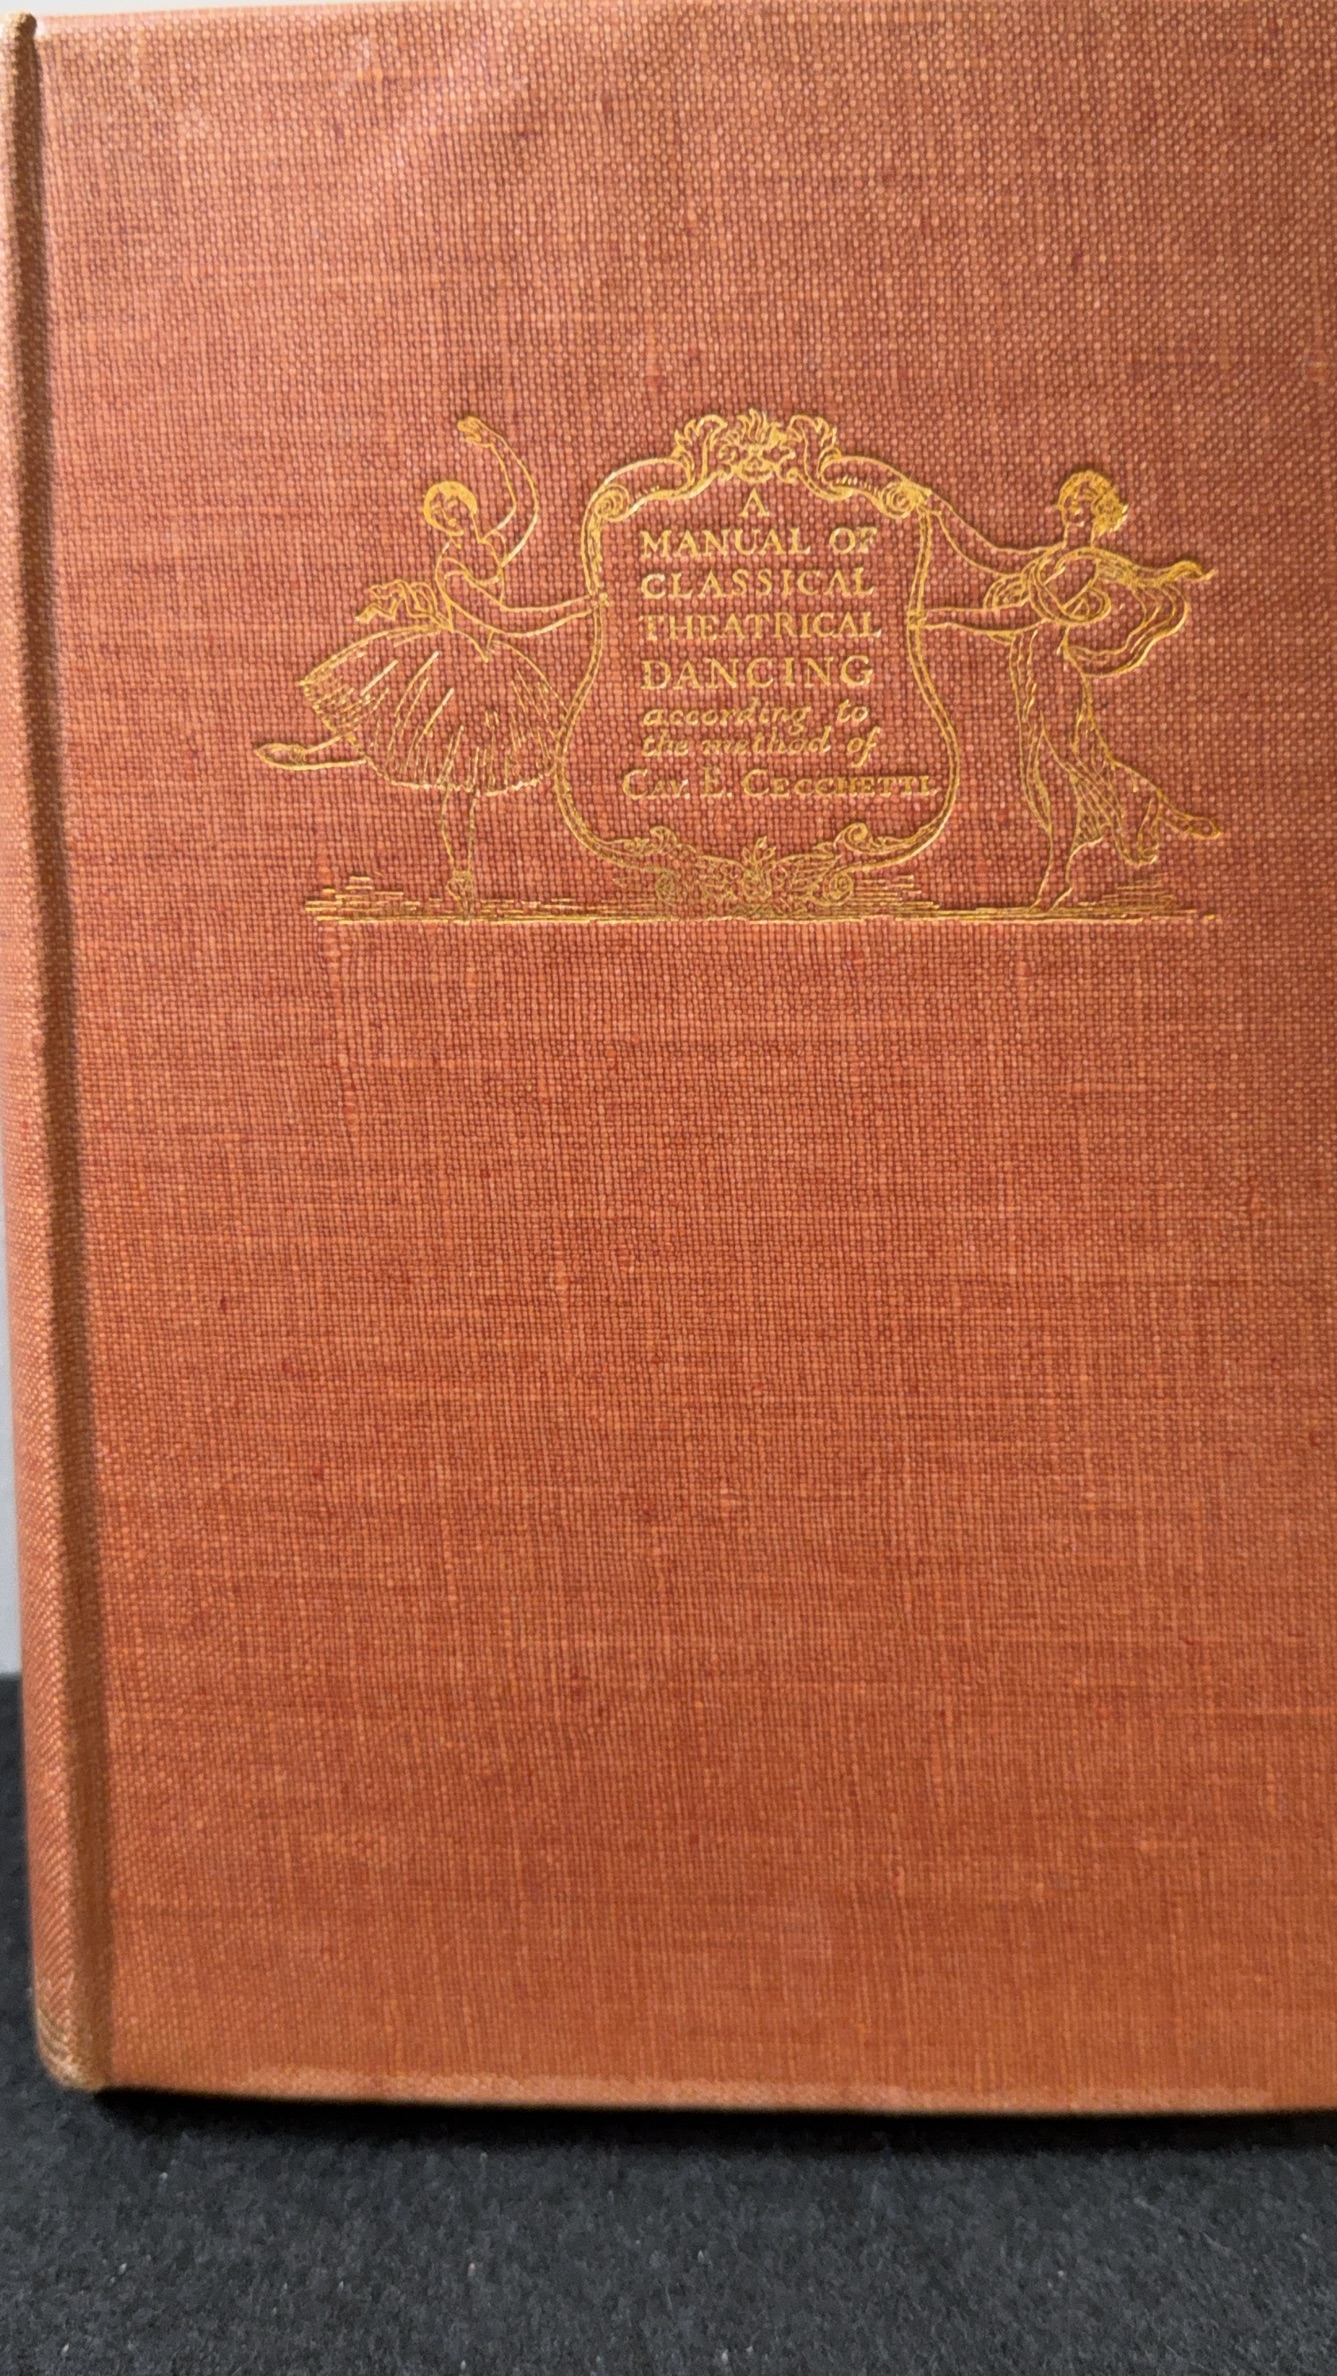 A
MANUAL OF
CLASSICAL
THEATRICAL
DANCING
according to
the method of
CAV. E. CECCHETTI.